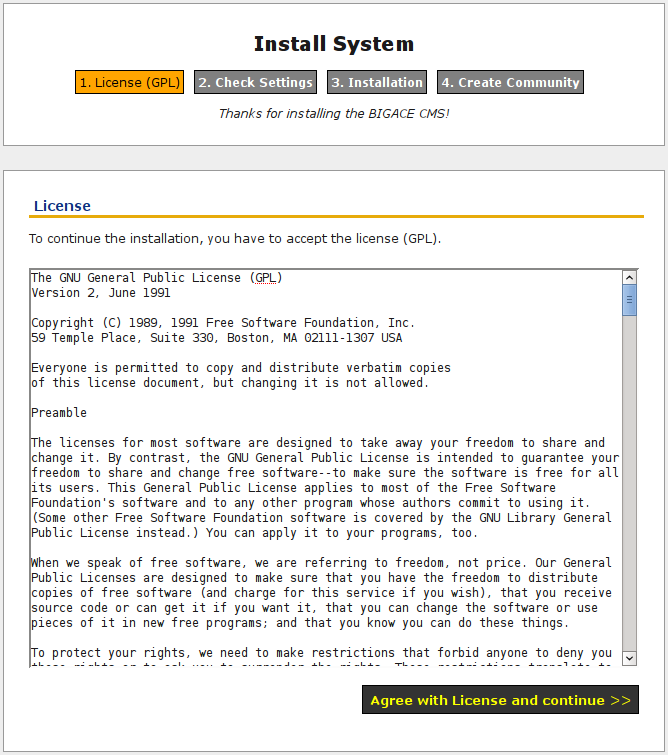 Install System
1. License (GPL) 2. Check Settings 3. Installation 4. Create Community
Thanks for installing the BIGACE CMS!
License
To continue the installation, you have to accept the license (GPL).
The GNU General Public License (GPL)
Version 2, June 1991
Copyright (C) 1989, 1991 Free Software Foundation, Inc.
59 Temple Place, Suite 330, Boston, MA 02111-1307 USA
Everyone is permitted to copy and distribute verbatim copies
of this license document, but changing it is not allowed.
Preamble
The licenses for most software are designed to take away your freedom to share and
change it. By contrast, the GNU General Public License is intended to guarantee your
freedom to share and change free software--to make sure the software is free for all
its users. This General Public License applies to most of the Free Software
Foundation's software and to any other program whose authors commit to using it.
(Some other Free Software Foundation software is covered by the GNU Library General
Public License instead.) You can apply it to your programs, too.
When we speak of free software, we are referring to freedom, not price. Our General
Public Licenses are designed to make sure that you have the freedom to distribute
copies of free software (and charge for this service if you wish), that you receive
source code or can get it if you want it, that you can change the software or use
pieces of it in new free programs; and that you know you can do these things.
To protect your rights, we need to make restrictions that forbid anyone to deny you
these rights or to ask you to surrender the rights. These restrictions translate to
Agree with License and continue >>